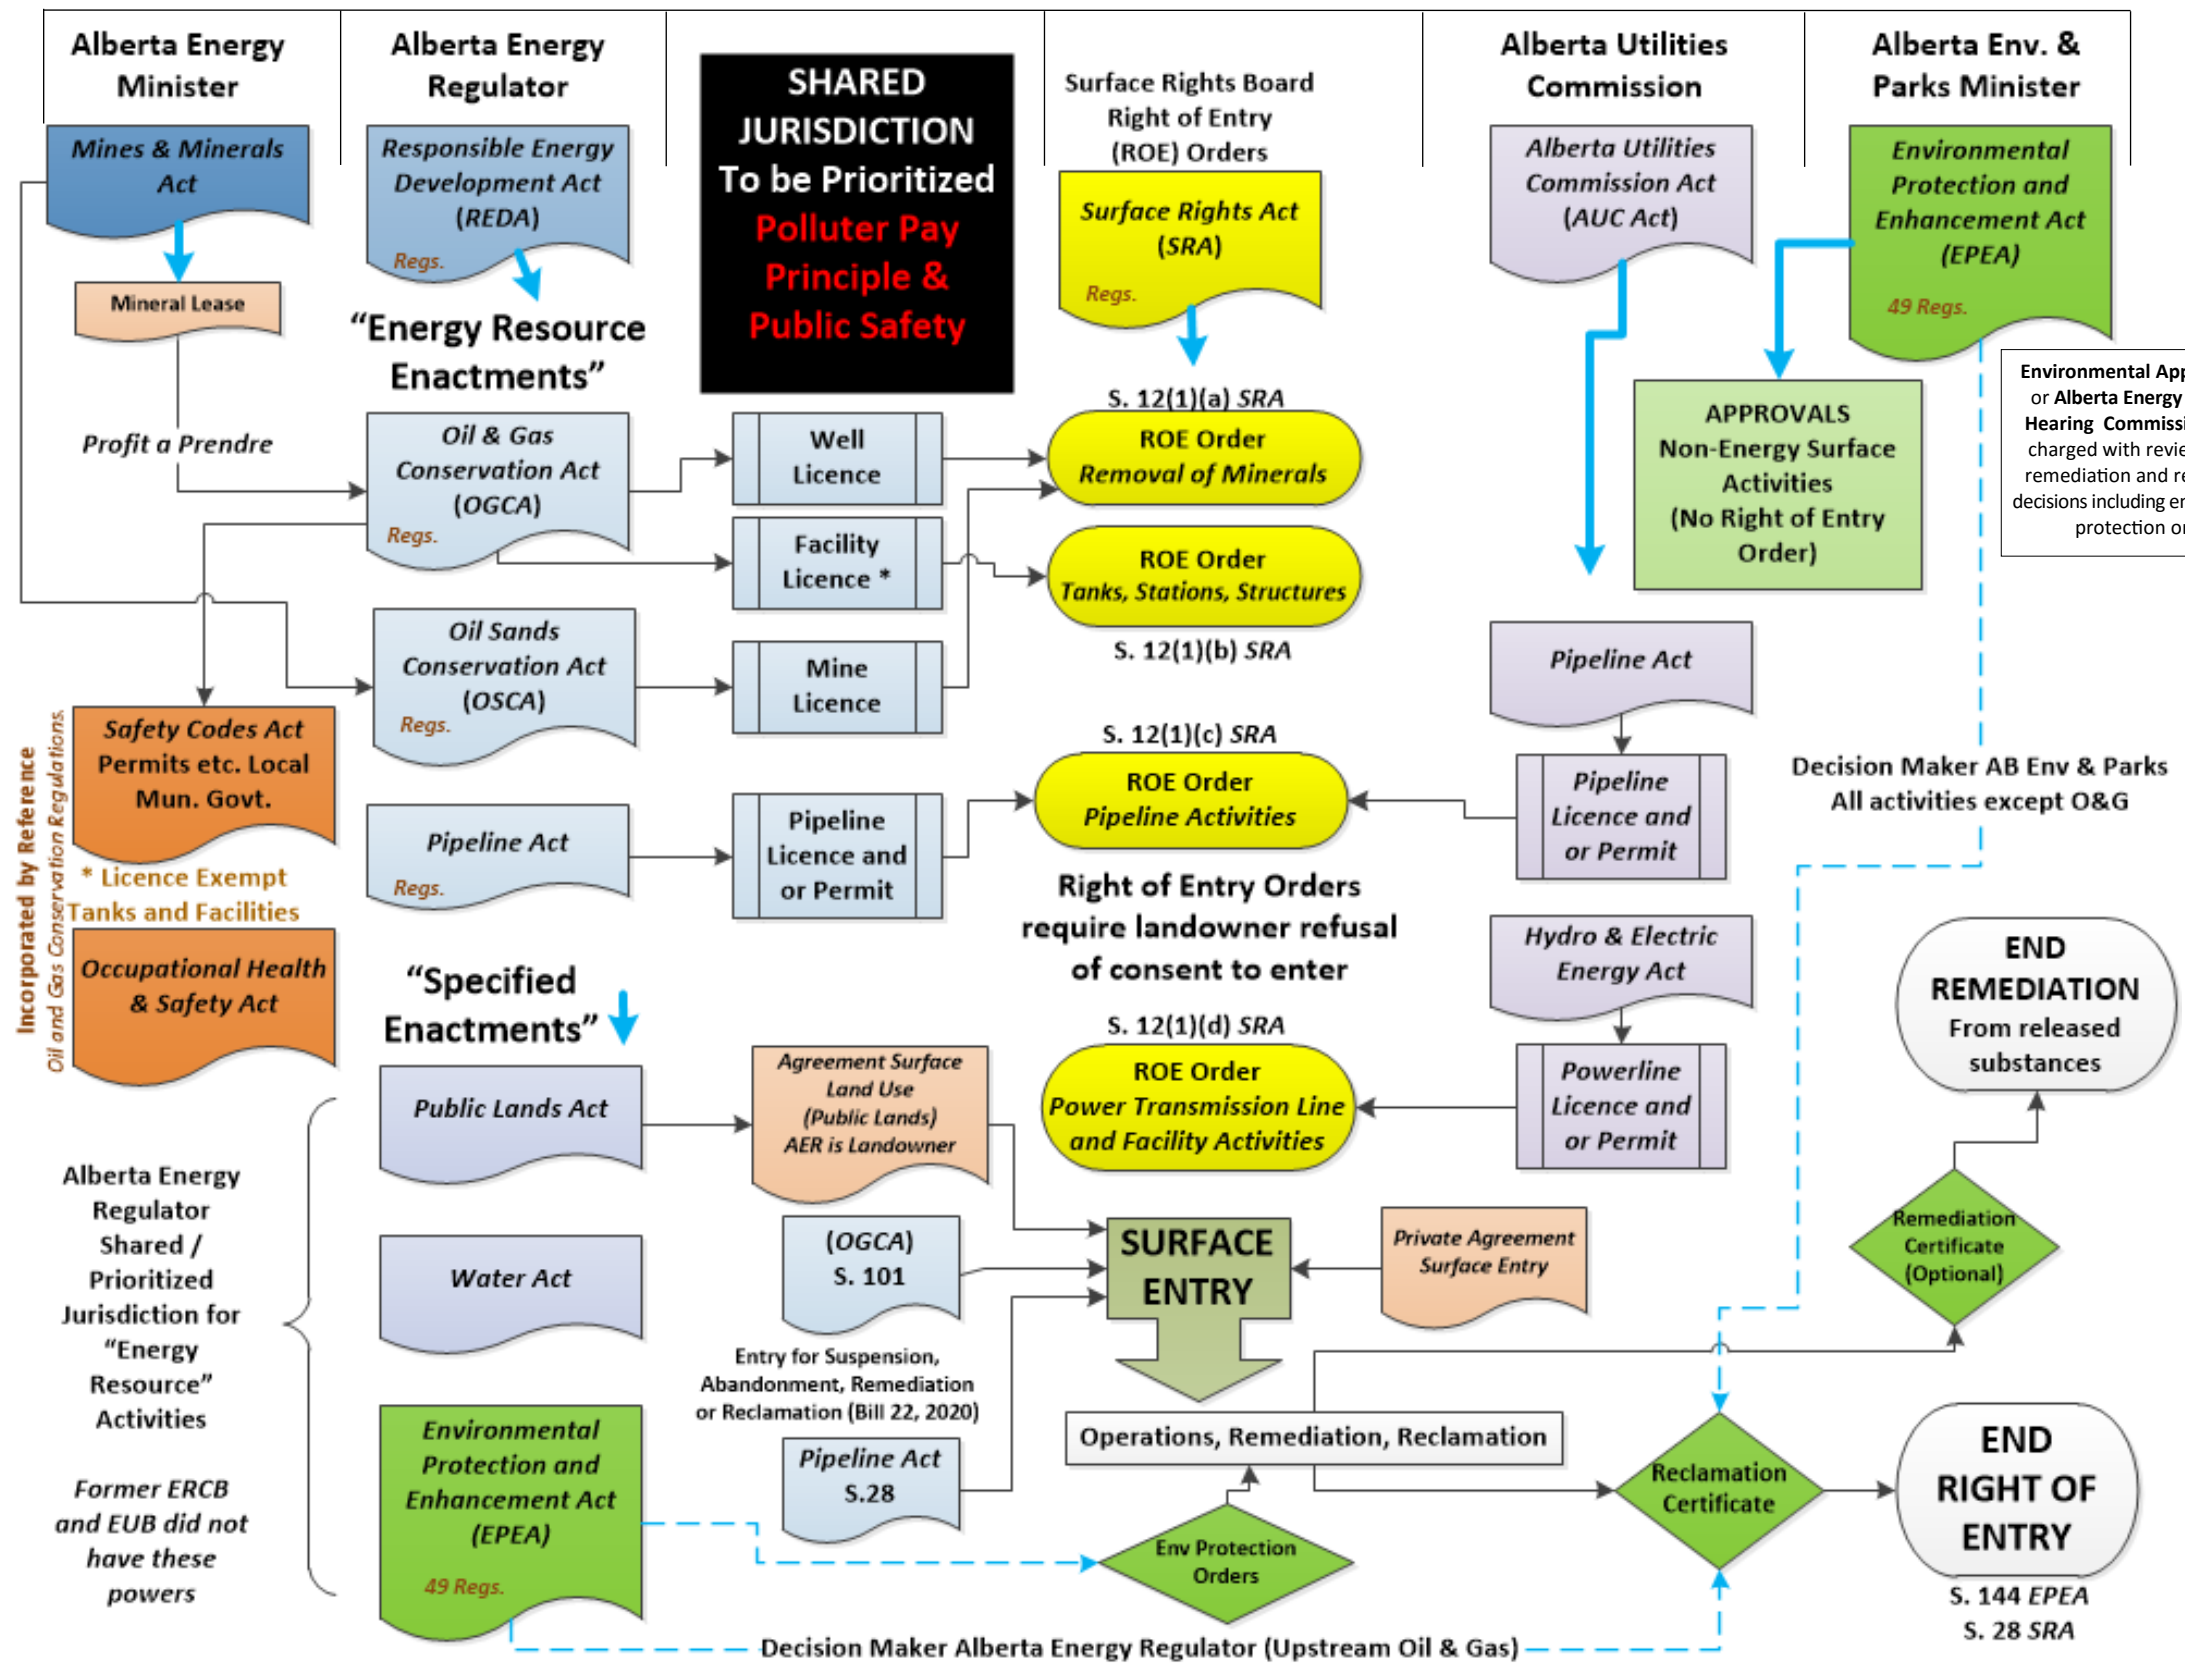 Alberta Energy
Minister
Alberta Energy
Regulator
Alberta Utilities
Commission
Alberta Env. &
Parks Minister
SHARED
JURISDICTION
To be Prioritized
Polluter Pay
Principle &
Public Safety
Surface Rights Board
Right of Entry
(ROE) Orders
Mines & Minerals
Act
Mineral Lease
Profit a Prendre
Responsible Energy
Development Act
(REDA)
Regs.
"Energy Resource
Enactments"
Surface Rights Act
(SRA)
Regs.
Alberta Utilities
Commission Act
(AUC Act)
Environmental
Protection and
Enhancement Act
(EPEA)
49 Regs.
Environmental
or Alberta Energy
Hearing
charged with
remediation and
decisions including
protection
APPROVALS
Non-Energy Surface
Activities
(No Right of Entry
Order)
Oil & Gas
Conservation Act
(OGCA)
Regs.
Well
Licence
Facility
Licence *
S. 12(1)(a) SRA
ROE Order
Removal of Minerals
ROE Order
Tanks, Stations, Structures
S. 12(1)(b) SRA
Oil Sands
Conservation Act
(OSCA)
Regs.
Mine
Licence
Pipeline Act
Incorporated by Reference
Oil and Gas Conservation Regulations.
Safety Codes Act
Permits etc. Local
Mun. Govt.
* Licence Exempt
Tanks and Facilities
Occupational Health
& Safety Act
Pipeline Act
Regs.
Pipeline
Licence and
or Permit
S. 12(1)(c) SRA
ROE Order
Pipeline Activities
Pipeline
Licence and
or Permit
Decision Maker AB Env & Parks
All activities except O&G
Right of Entry Orders
require landowner refusal
of consent to enter
Hydro & Electric
Energy Act
END
REMEDIATION
From released
substances
"Specified
Enactments"
S. 12(1)(d) SRA
ROE Order
Power Transmission Line
and Facility Activities
Powerline
Licence and
or Permit
Public Lands Act
Agreement Surface
Land Use
(Public Lands)
AER is Landowner
Alberta Energy
Regulator
Shared /
Prioritized
Jurisdiction for
"Energy
Resource"
Activities
Former ERCB
and EUB did not
have these
powers
Water Act
(OGCA)
S. 101
SURFACE
ENTRY
Private Agreement
Surface Entry
Remediation
Certificate
(Optional)
Entry for Suspension,
Abandonment, Remediation
or Reclamation (Bill 22, 2020)
Environmental
Protection and
Enhancement Act
(EPEA)
49 Regs.
Pipeline Act
S.28
Operations, Remediation, Reclamation
Env Protection
Orders
Reclamation
Certificate
END
RIGHT OF
ENTRY
S. 144 EPEA
S. 28 SRA
Decision Maker Alberta Energy Regulator (Upstream Oil & Gas)